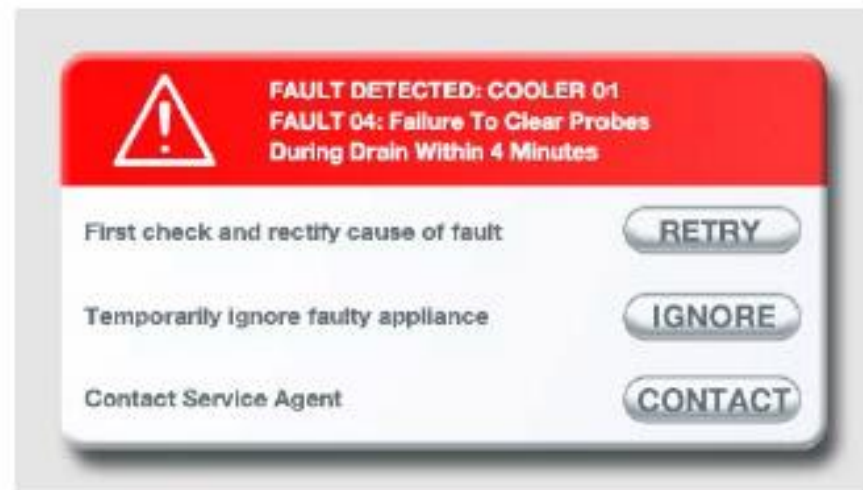 FAULT DETECTED: COOLER 01
FAULT 04: Failure To Clear Probes
During Drain Within 4 Minutes
First check and rectify cause of fault
RETRY
Temporarily ignore faulty appliance
IGNORE
Contact Service Agent
CONTACT